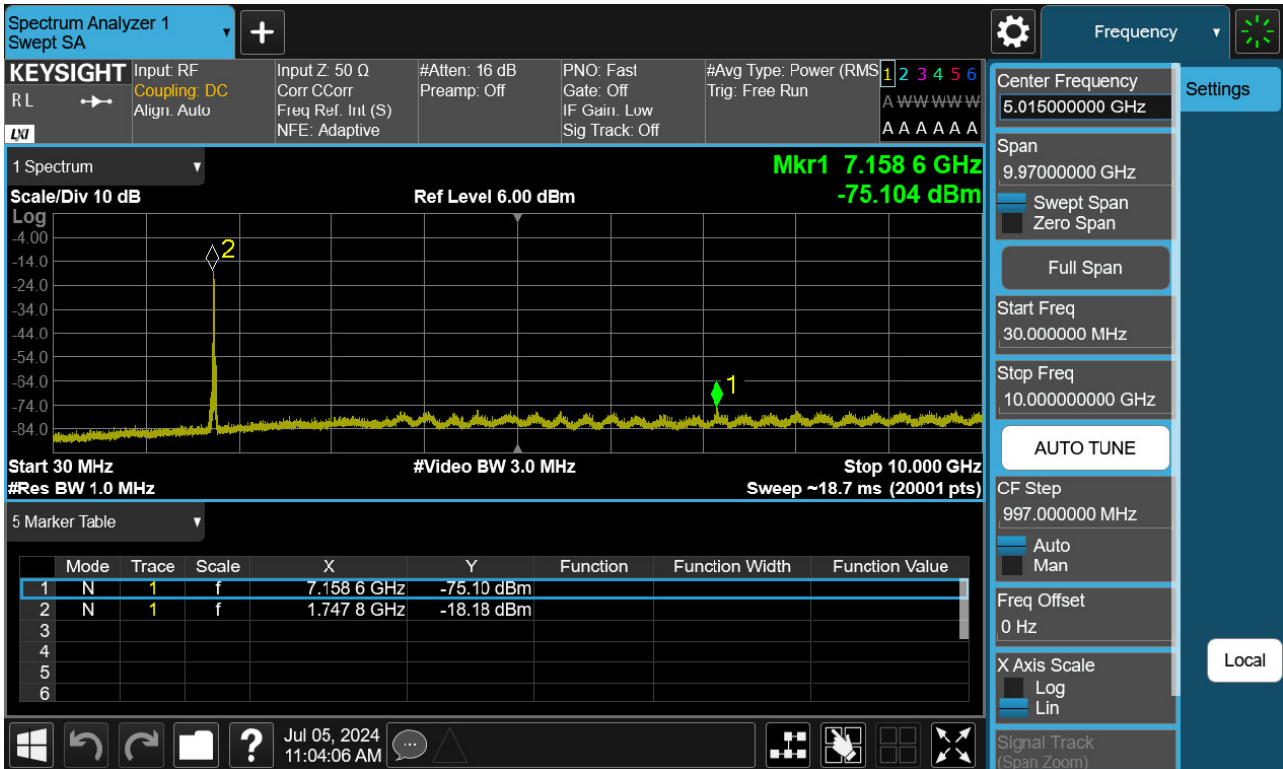 Spectrum Analyzer 1
Swept SA
Frequency
KEYSIGHT
R L
LXI
Input: RF
Coupling: DC
Align: Auto
Input Z: 50 Ω
Corr CCorr
Freq Ref: Int (S)
NFE: Adaptive
#Atten: 16 dB
Preamp: Off
PNO: Fast
Gate: Off
IF Gain: Low
Sig Track: Off
#Avg Type: Power (RMS
Trig: Free Run
1 2 3 4 5 6
A W W W W W
A A A A A A
Center Frequency
5.015000000 GHz
Settings
Span
9.97000000 GHz
Swept Span
Zero Span
Full Span
Start Freq
30.000000 MHz
Stop Freq
10.000000000 GHz
AUTO TUNE
CF Step
997.000000 MHz
Auto
Man
Freq Offset
0 Hz
X Axis Scale
Log
Lin
Signal Track
(Span Zoom)
Local
1 Spectrum
Scale/Div 10 dB
Ref Level 6.00 dBm
Mkr1 7.158 6 GHz
-75.104 dBm
Log
-4.00
-14.0
-24.0
-34.0
-44.0
-54.0
-64.0
-74.0
-84.0
2
1
Start 30 MHz
#Video BW 3.0 MHz
Stop 10.000 GHz
#Res BW 1.0 MHz
Sweep ~18.7 ms (20001 pts)
5 Marker Table
Mode Trace Scale X Y Function Function Width Function Value
1 N 1 f 7.158 6 GHz -75.10 dBm
2 N 1 f 1.747 8 GHz -18.18 dBm
3
4
5
6
?
Jul 05, 2024
11:04:06 AM